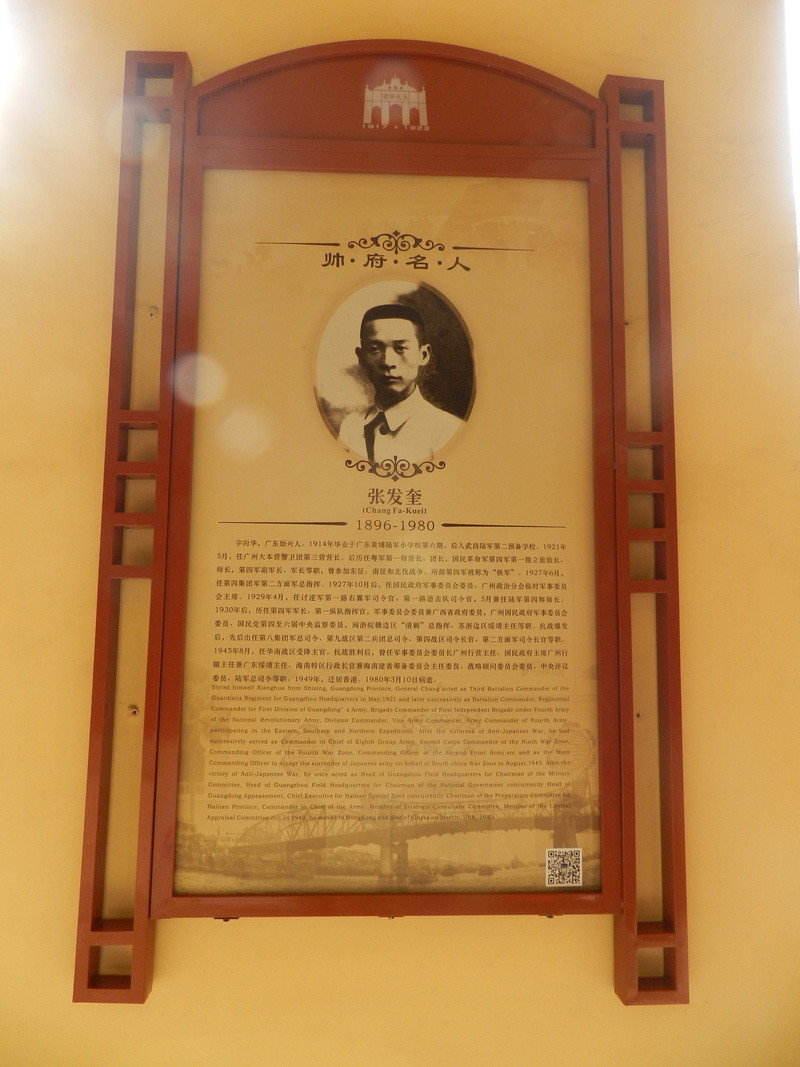 1917 • 1923
帅·府·名·人
张发奎
(Chang Fa-Kuei)
1896-1980
字向华，广东始兴人。1914年毕业于广东黄埔陆军小学校第六期，后入武昌陆军第二预备学校。1921年
5月，任广州大本营警卫团第三营营长。后历任粤军第一师营长，团长，国民革命军第四军第一独立旅旅长，
师长，第四军副军长，军长等职，曾参加东征、南征和北伐战争。所部第四军被称为“铁军”。1927年6月，
任第四集团军第二方面军总指挥。1927年10月后，任国民政府军事委员会委员，广州政治分会临时军事委员
会主席。1929年4月，任讨逆军第一路右翼军司令官，第一路追击队司令官，5月兼任陆军第四师师长。
1930年后，历任第四军军长，第一纵队指挥官，军事委员会委员兼广西省政府委员，广州国民政府军事委员会
委员，国民党第四至六届中央监察委员，闽浙皖赣边区“清剿”总指挥，苏浙边区绥靖主任等职。抗战爆发
后，先后出任第八集团军总司令、第九战区第二兵团总司令、第四战区司令长官、第二方面军司令长官等职。
1945年8月，任华南战区受降主官。抗战胜利后，曾任军事委员会委员长广州行营主任、国民政府主席广州行
辕主任兼广东绥靖主任，海南特区行政长官兼海南建省筹备委员会主任委员、战略顾问委员会委员、中央评议
委员、陆军总司令等职。1949年，迁居香港。1980年3月10日病逝。
Styled himself Xianghua from Shixing, Guangdong Province, General Chang acted as Third Battalion Commander of the
Guardians Regiment for Guangzhou Headquarters in May,1921 and later successively as Battalion Commander, Regimental
Commander for First Division of Guangdong's Army, Brigade Commander of First Independent Brigade under Fourth Army
of the National Revolutionary Army, Division Commander, Vice Army Commander, Army Commander of Fourth Army
participating in the Eastern, Southern and Northern Expeditions. After the outbreak of Anti-Japanese War, he had
successively served as Commander in Chief of Eighth Group Army, Second Corps Commander of the Ninth War Zone,
Commanding Officer of the Fourth War Zone, Commanding Officer of the Second Front Army,etc and as the Main
Commanding Officer to accept the surrender of Japanese army on behalf of South china War Zone in August,1945. After the
victory of Anti-Japanese War, he once acted as Head of Guangzhou Field Headquarters for Chairman of the Military
Committee, Head of Guangzhou Field Headquarters for Chairman of the National Government concurrently Head of
Guangdong Appeasement, Chief Executive for Hainan Special Zone concurrently Chairman of the Preparatory Committee for
Hainan Province, Commander in Chief of the Army, Member of Strategic Consultant Committee, Member of the Central
Appraisal Committee etc. In 1949, he moved to Hongkong and died of illness on March, 10th, 1980.